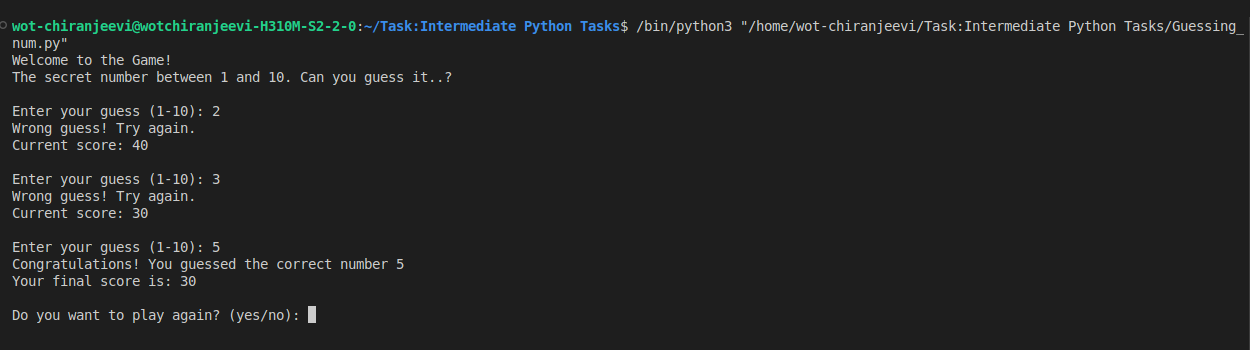 wot-chiranjeevi@wotchiranjeevi-H310M-S2-2-0:~/Task:Intermediate Python Tasks$ /bin/python3 "/home/wot-chiranjeevi/Task:Intermediate Python Tasks/Guessing_
num.py"
Welcome to the Game!
The secret number between 1 and 10. Can you guess it..?
Enter your guess (1-10): 2
Wrong guess! Try again.
Current score: 40
Enter your guess (1-10): 3
Wrong guess! Try again.
Current score: 30
Enter your guess (1-10): 5
Congratulations! You guessed the correct number 5
Your final score is: 30
Do you want to play again? (yes/no):